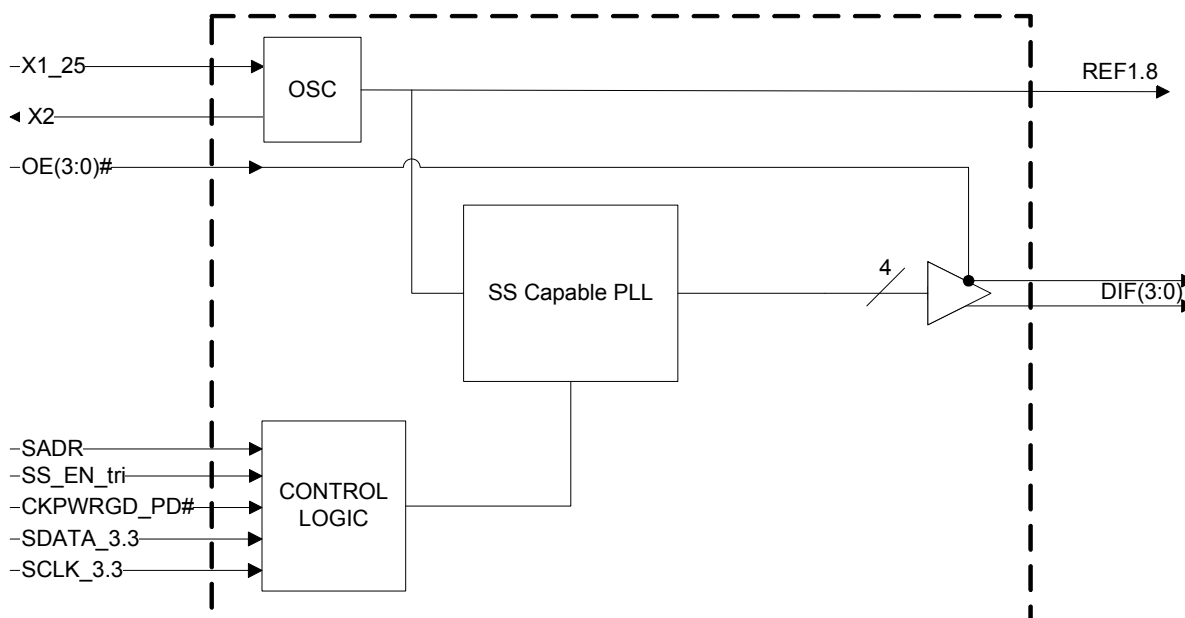 X1_25
OSC
REF1.8
X2
OE(3:0)#
4
SS Capable PLL
DIF(3:0)
SADR
SS_EN_tri
CKPWRGD_PD#
SDATA_3.3
SCLK_3.3
CONTROL
LOGIC